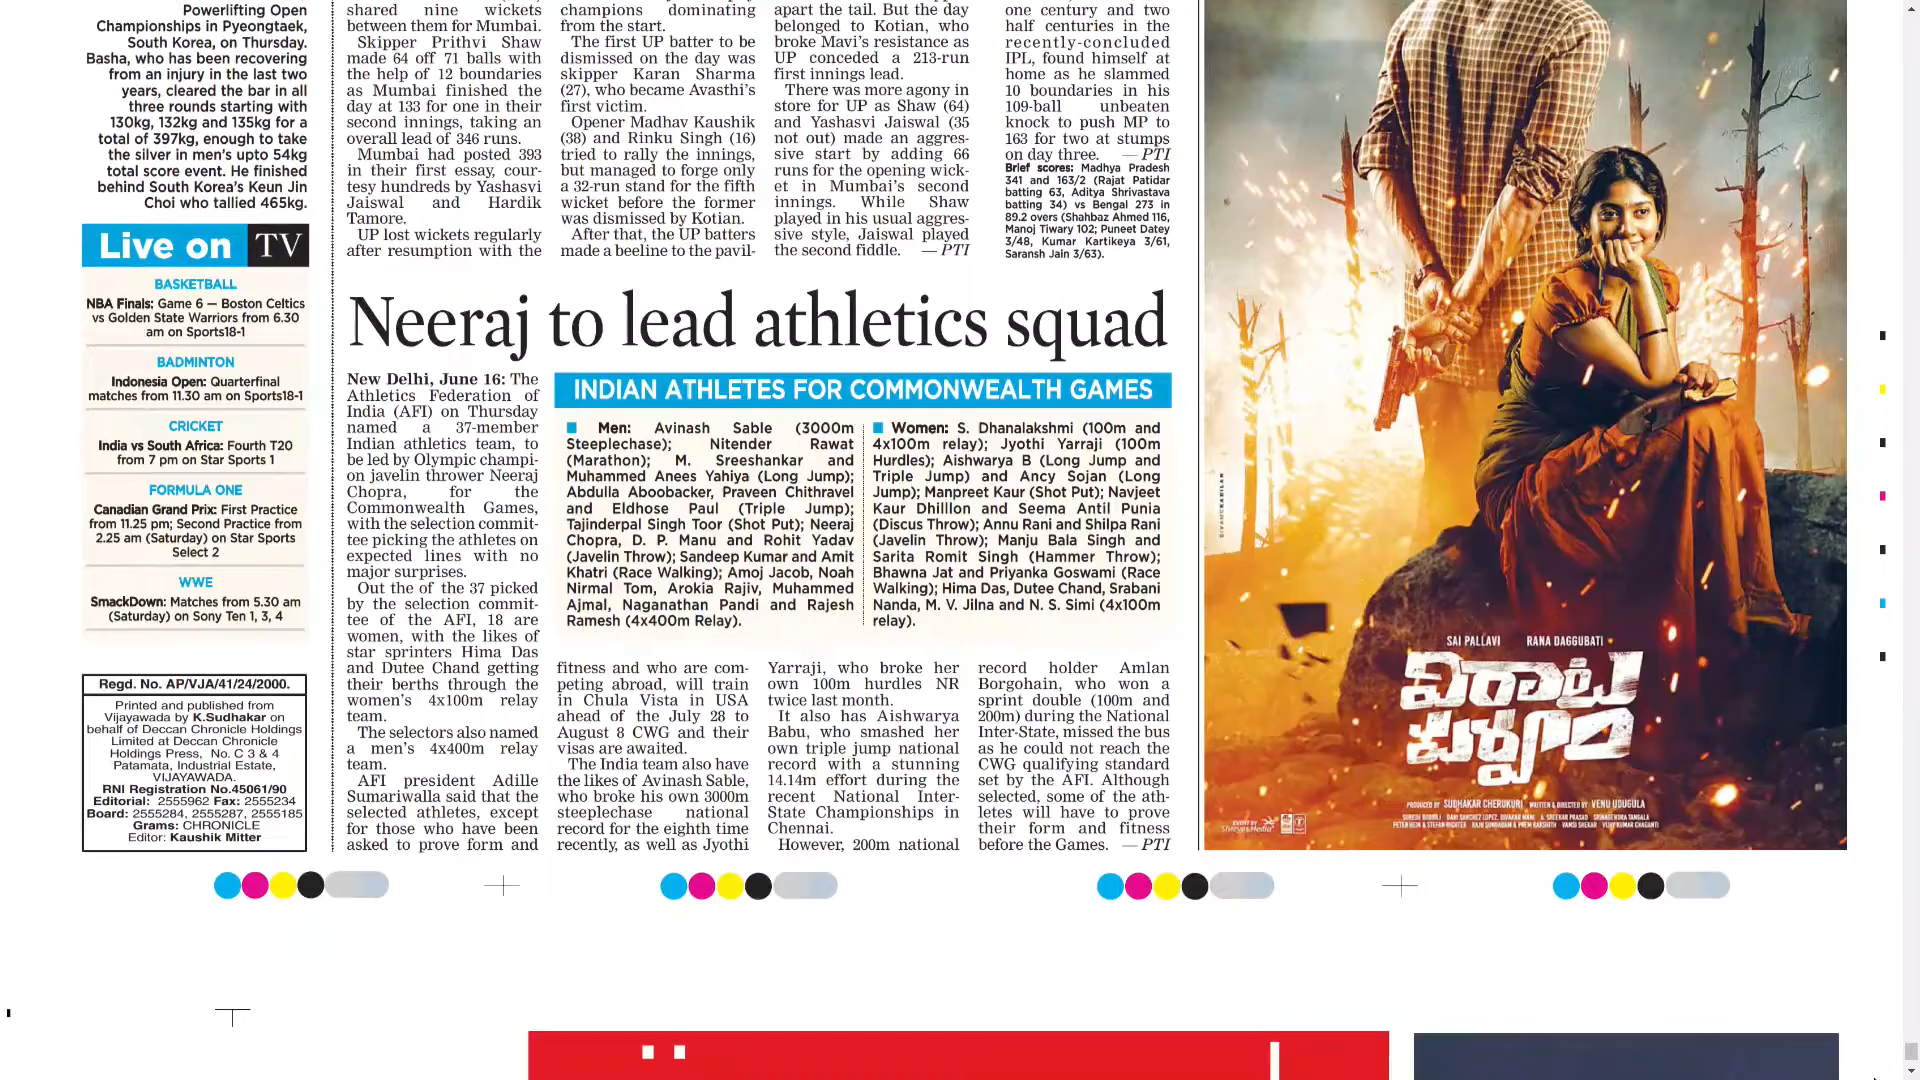 Powerlifting Open
Championships in Pyeongtaek,
South Korea, on Thursday.
Basha, who has been recovering
from an injury in the last two
years, cleared the bar in all
three rounds starting with
130kg, 132kg and 135kg for a
total of 397kg, enough to take
the silver in men's upto 54kg
total score event. He finished
behind South Korea's Keun Jin
Choi who tallied 465kg.
Live on TV
BASKETBALL
NBA Finals: Game 6 — Boston Celtics
vs Golden State Warriors from 6.30
am on Sports18-1
BADMINTON
Indonesia Open: Quarterfinal
matches from 11.30 am on Sports18-1
CRICKET
India vs South Africa: Fourth T20
from 7 pm on Star Sports 1
FORMULA ONE
Canadian Grand Prix: First Practice
from 11.25 pm; Second Practice from
2.25 am (Saturday) on Star Sports
Select 2
WWE
SmackDown: Matches from 5.30 am
(Saturday) on Sony Ten 1, 3, 4
Regd. No. AP/VJA/41/24/2000.
Printed and published from
Vijayawada by K.Sudhakar on
behalf of Deccan Chronicle Holdings
Limited at Deccan Chronicle
Holdings Press, No. C 3 & 4
Patamata, Industrial Estate,
VIJAYAWADA.
RNI Registration No.45061/90
Editorial: 2555962 Fax: 2555234
Board: 2555284, 2555287, 2555185
Grams: CHRONICLE
Editor: Kaushik Mitter
shared nine wickets
between them for Mumbai.
Skipper Prithvi Shaw
made 64 off 71 balls with
the help of 12 boundaries
as Mumbai finished the
day at 133 for one in their
second innings, taking an
overall lead of 346 runs.
Mumbai had posted 393
in their first essay, cour-
tesy hundreds by Yashasvi
Jaiswal and Hardik
Tamore.
UP lost wickets regularly
after resumption with the
champions dominating
from the start.
The first UP batter to be
dismissed on the day was
skipper Karan Sharma
(27), who became Avasthi's
first victim.
Opener Madhav Kaushik
(38) and Rinku Singh (16)
tried to rally the innings,
but managed to forge only
a 32-run stand for the fifth
wicket before the former
was dismissed by Kotian.
After that, the UP batters
made a beeline to the pavil-
apart the tail. But the day
belonged to Kotian, who
broke Mavi's resistance as
UP conceded a 213-run
first innings lead.
There was more agony in
store for UP as Shaw (64)
and Yashasvi Jaiswal (35
not out) made an aggres-
sive start by adding 66
runs for the opening wick-
et in Mumbai's second
innings. While Shaw
played in his usual aggres-
sive style, Jaiswal played
the second fiddle. — PTI
one century and two
half centuries in the
recently-concluded
IPL, found himself at
home as he slammed
10 boundaries in his
109-ball unbeaten
knock to push MP to
163 for two at stumps
on day three. — PTI
Brief scores: Madhya Pradesh
341 and 163/2 (Rajat Patidar
batting 63, Aditya Shrivastava
batting 34) vs Bengal 273 in
89.2 overs (Shahbaz Ahmed 116,
Manoj Tiwary 102; Puneet Datey
3/48, Kumar Kartikeya 3/61,
Saransh Jain 3/63).
Neeraj to lead athletics squad
New Delhi, June 16: The
Athletics Federation of
India (AFI) on Thursday
named a 37-member
Indian athletics team, to
be led by Olympic champi-
on javelin thrower Neeraj
Chopra, for the
Commonwealth Games,
with the selection commit-
tee picking the athletes on
expected lines with no
major surprises.
Out of the of the 37 picked
by the selection commit-
tee of the AFI, 18 are
women, with the likes of
star sprinters Hima Das
and Dutee Chand getting
their berths through the
women's 4x100m relay
team.
The selectors also named
a men's 4x400m relay
team.
AFI president Adille
Sumariwalla said that the
selected athletes, except
for those who have been
asked to prove form and
INDIAN ATHLETES FOR COMMONWEALTH GAMES
Men: Avinash Sable (3000m
Steeplechase); Nitender Rawat
(Marathon); M. Sreeshankar and
Muhammed Anees Yahiya (Long Jump);
Abdulla Aboobacker, Praveen Chithravel
and Eldhose Paul (Triple Jump);
Tajinderpal Singh Toor (Shot Put); Neeraj
Chopra, D. P. Manu and Rohit Yadav
(Javelin Throw); Sandeep Kumar and Amit
Khatri (Race Walking); Amoj Jacob, Noah
Nirmal Tom, Arokia Rajiv, Muhammed
Ajmal, Naganathan Pandi and Rajesh
Ramesh (4x400m Relay).
Women: S. Dhanalakshmi (100m and
4x100m relay); Jyothi Yarraji (100m
Hurdles); Aishwarya B (Long Jump and
Triple Jump) and Ancy Sojan (Long
Jump); Manpreet Kaur (Shot Put); Navjeet
Kaur Dhilllon and Seema Antil Punia
(Discus Throw); Annu Rani and Shilpa Rani
(Javelin Throw); Manju Bala Singh and
Sarita Romit Singh (Hammer Throw);
Bhawna Jat and Priyanka Goswami (Race
Walking); Hima Das, Dutee Chand, Srabani
Nanda, M. V. Jilna and N. S. Simi (4x100m
relay).
fitness and who are com-
peting abroad, will train
in Chula Vista in USA
ahead of the July 28 to
August 8 CWG and their
visas are awaited.
The India team also have
the likes of Avinash Sable,
who broke his own 3000m
steeplechase national
record for the eighth time
recently, as well as Jyothi
Yarraji, who broke her
own 100m hurdles NR
twice last month.
It also has Aishwarya
Babu, who smashed her
own triple jump national
record with a stunning
14.14m effort during the
recent National Inter-
State Championships in
Chennai.
However, 200m national
record holder Amlan
Borgohain, who won a
sprint double (100m and
200m) during the National
Inter-State, missed the bus
as he could not reach the
CWG qualifying standard
set by the AFI. Although
selected, some of the ath-
letes will have to prove
their form and fitness
before the Games. — PTI
SAI PALLAVI RANA DAGGUBATI
విరాట
పర్వం
PRODUCED BY SUDHAKAR CHERUKURI WRITTEN & DIRECTED BY VENU UDUGULA
EVENT BY
Shreyas Media